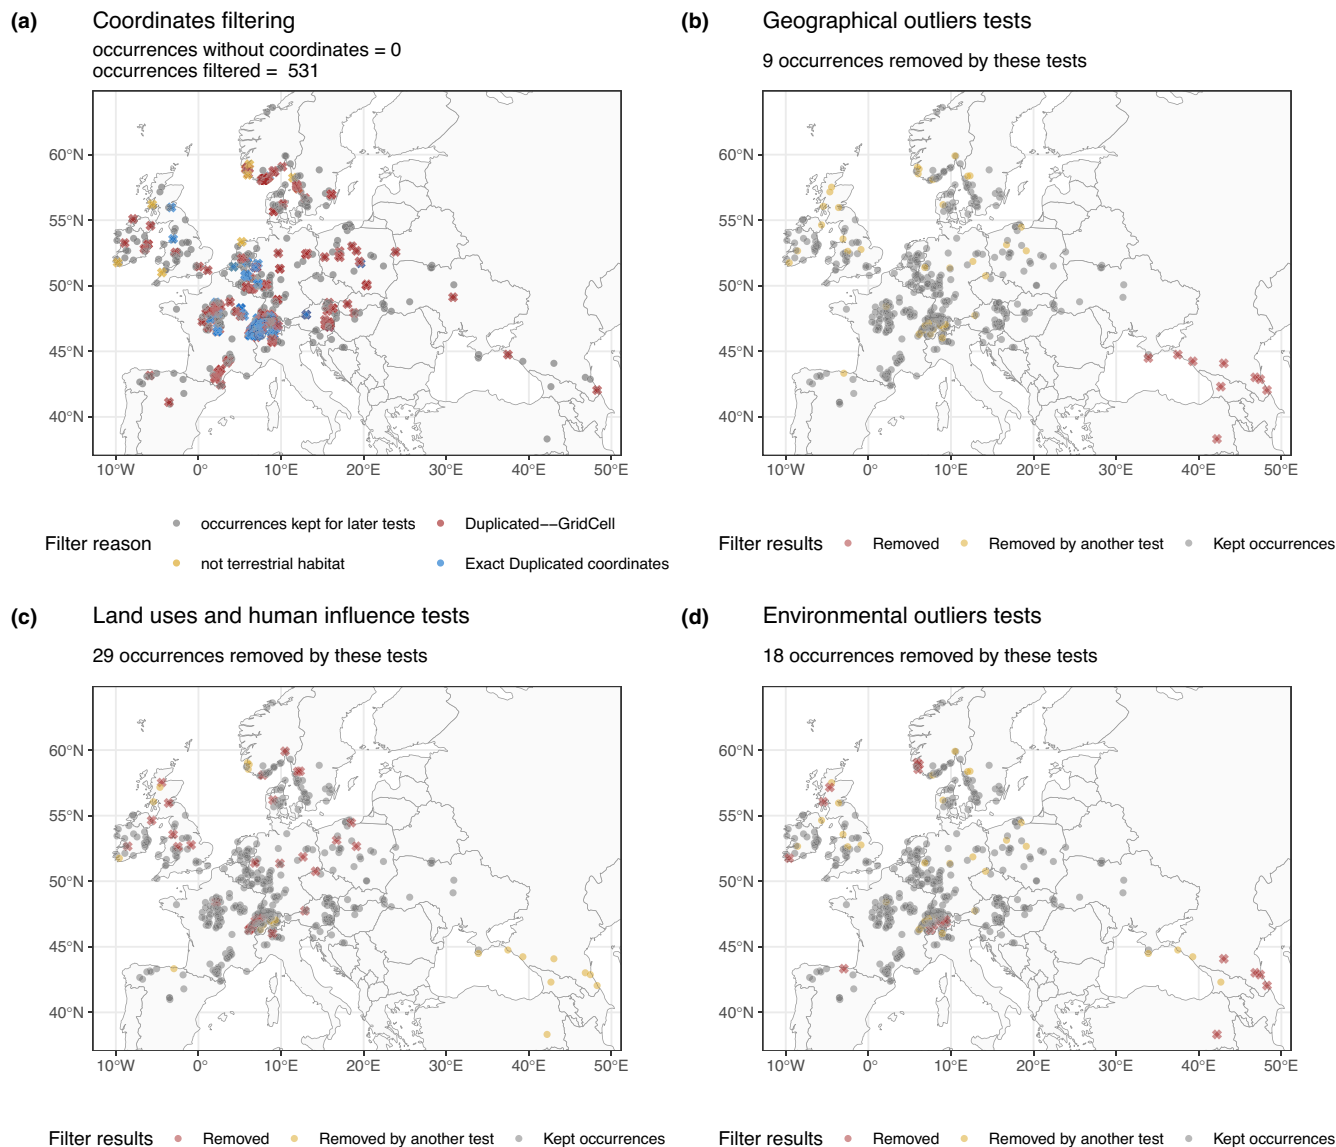 (a) Coordinates filtering
occurrences without coordinates = 0
occurrences filtered = 531
60°N
55°N
50°N
45°N
40°N
10°W 0° 10°E 20°E 30°E 40°E 50°E
Filter reason
occurrences kept for later tests Duplicated−−GridCell
not terrestrial habitat Exact Duplicated coordinates
(b) Geographical outliers tests
9 occurrences removed by these tests
60°N
55°N
50°N
45°N
40°N
10°W 0° 10°E 20°E 30°E 40°E 50°E
Filter results Removed Removed by another test Kept occurrences
(c) Land uses and human influence tests
29 occurrences removed by these tests
60°N
55°N
50°N
45°N
40°N
10°W 0° 10°E 20°E 30°E 40°E 50°E
Filter results Removed Removed by another test Kept occurrences
(d) Environmental outliers tests
18 occurrences removed by these tests
60°N
55°N
50°N
45°N
40°N
10°W 0° 10°E 20°E 30°E 40°E 50°E
Filter results Removed Removed by another test Kept occurrences